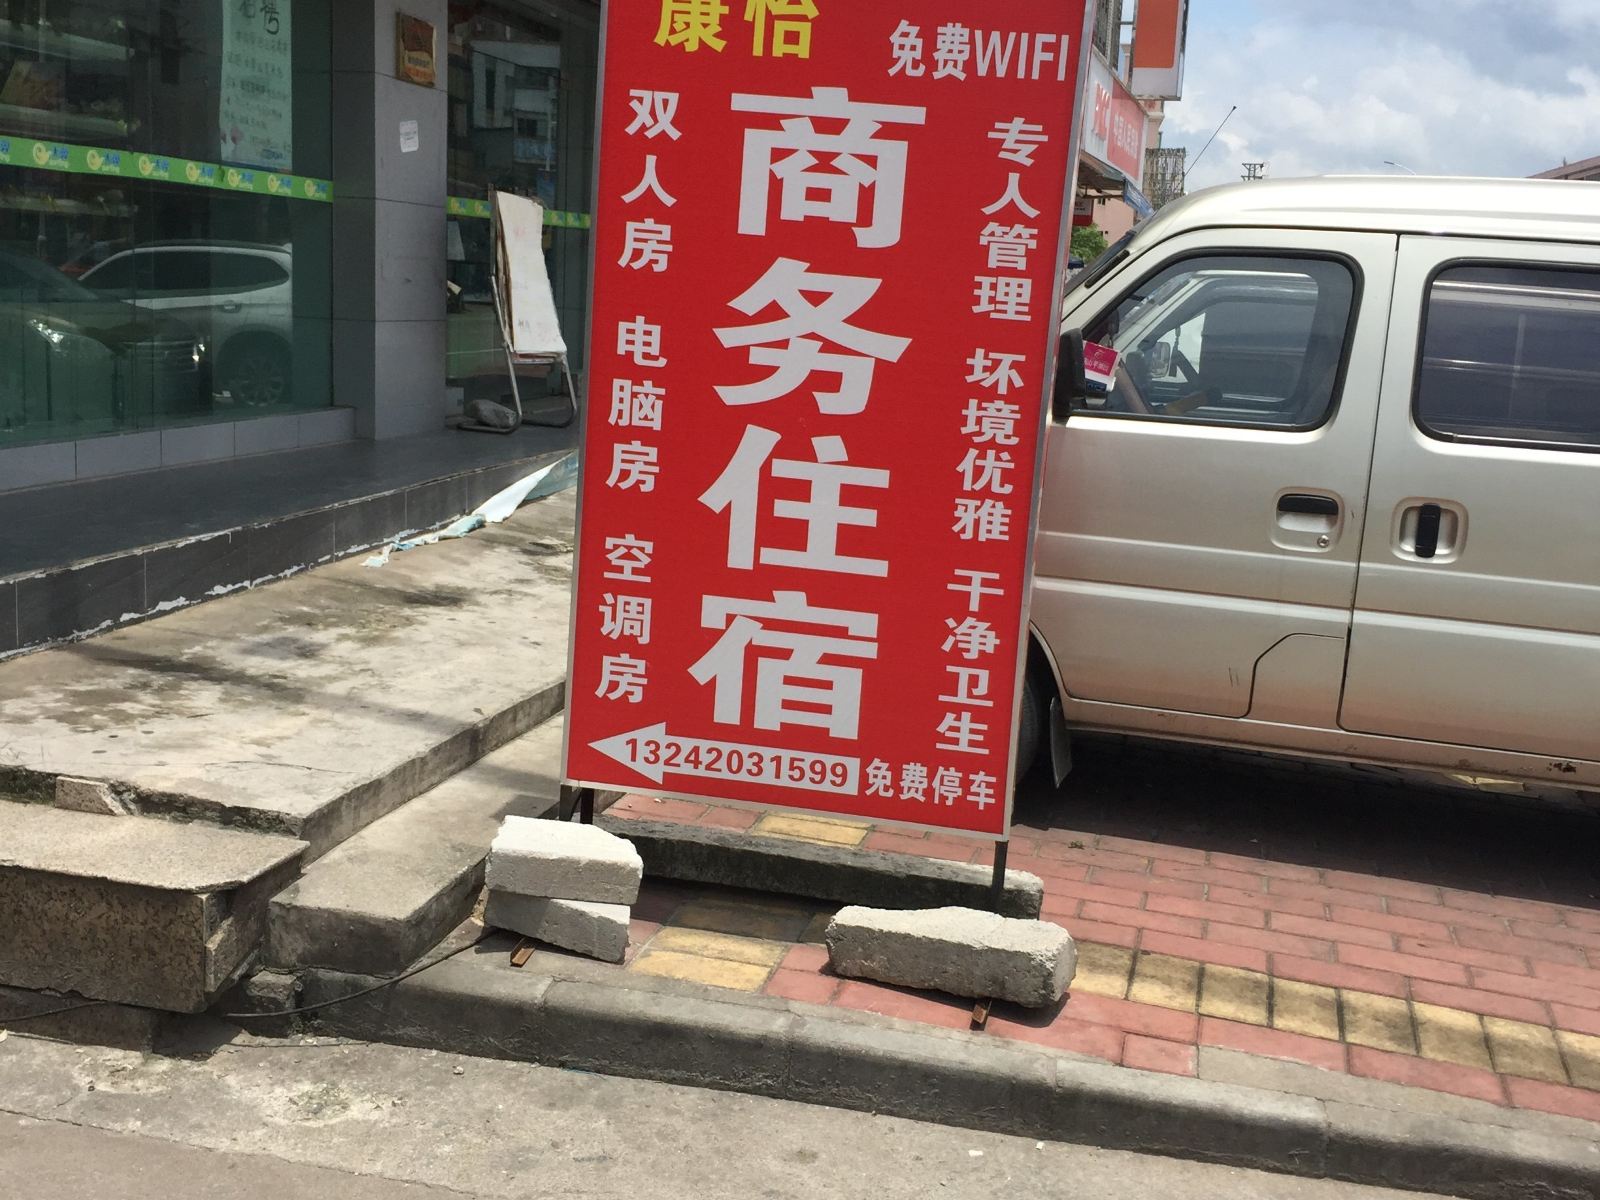 康怡
免费WIFI
商务住宿
双人房 电脑房 空调房
专人管理 环境优雅 干净卫生
13242031599
免费停车